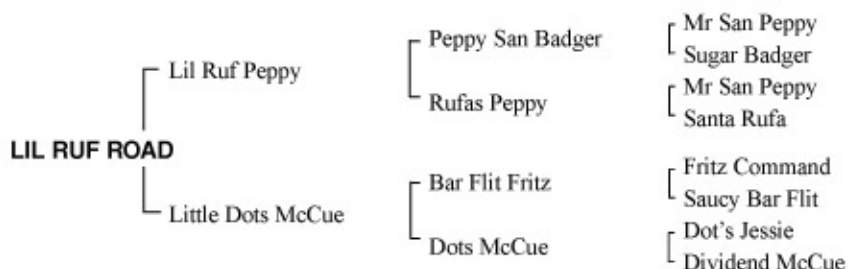 Mr San Peppy
Peppy San Badger
Sugar Badger
Lil Ruf Peppy
Mr San Peppy
Rufas Peppy
Santa Rufa
LIL RUF ROAD
Fritz Command
Bar Flit Fritz
Saucy Bar Flit
Little Dots McCue
Dot's Jessie
Dots McCue
Dividend McCue